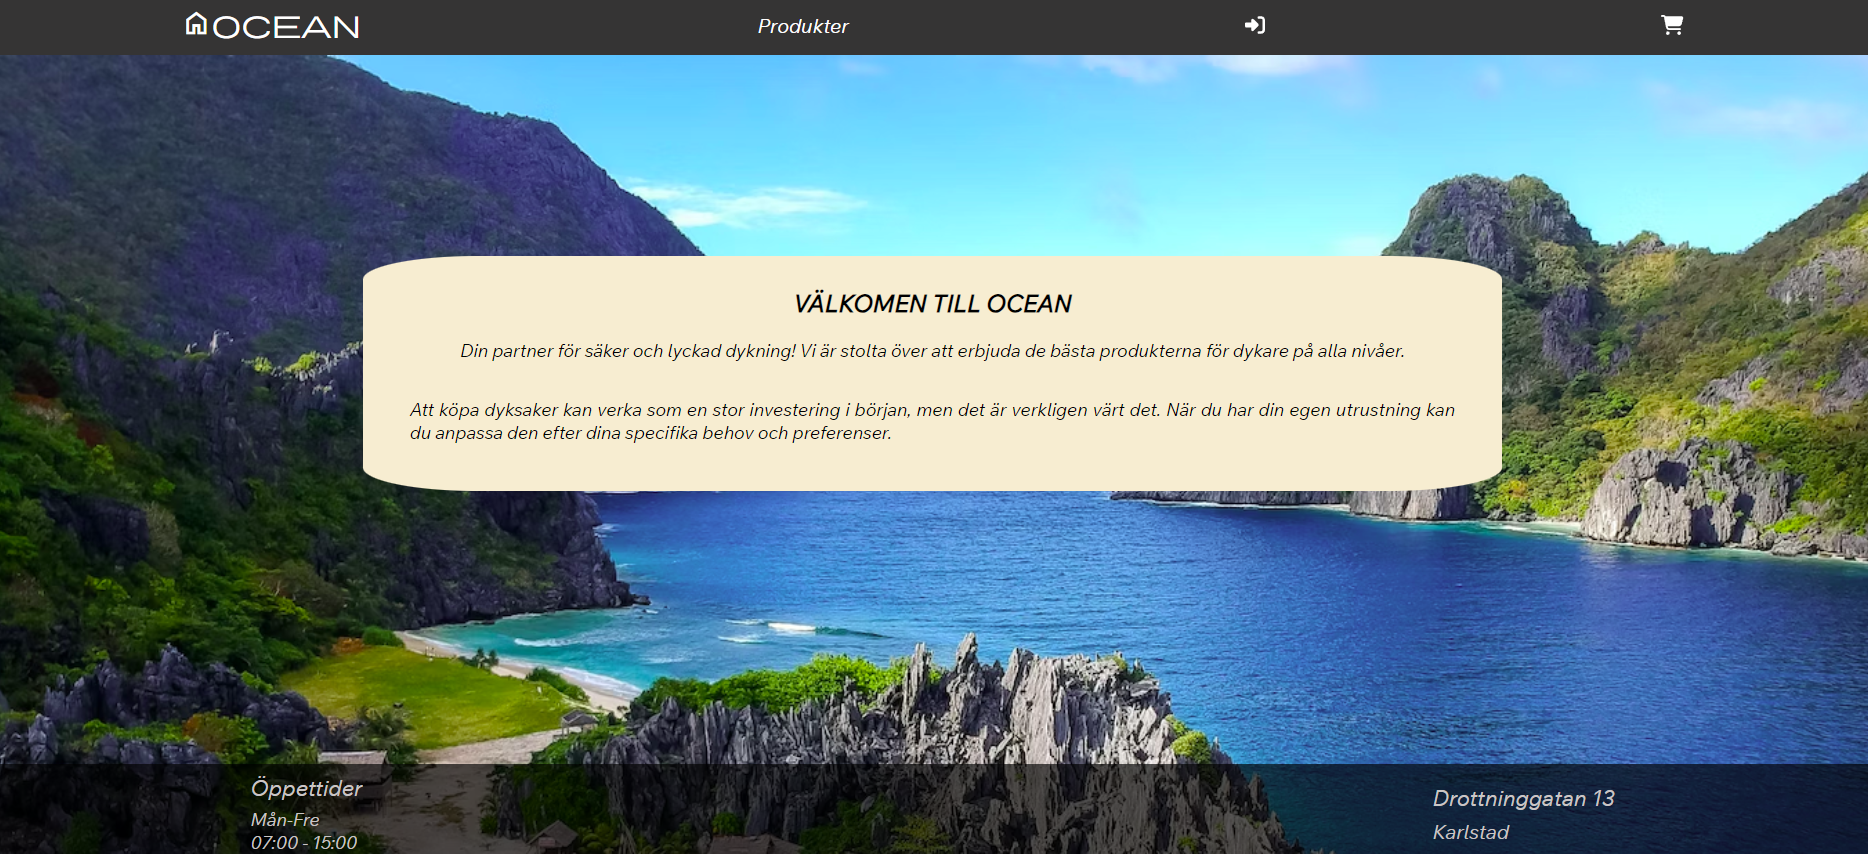 OCEAN
Produkter
VÄLKOMEN TILL OCEAN
Din partner för säker och lyckad dykning! Vi är stolta över att erbjuda de bästa produkterna för dykare på alla nivåer.
Att köpa dyksaker kan verka som en stor investering i början, men det är verkligen värt det. När du har din egen utrustning kan
du anpassa den efter dina specifika behov och preferenser.
Öppettider
Mån-Fre
07:00 - 15:00
Drottninggatan 13
Karlstad